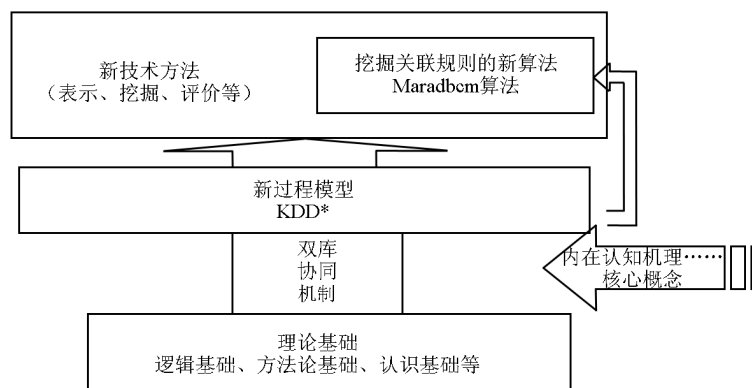 新技术方法
（表示、挖掘、评价等）
挖掘关联规则的新算法
Maradbcm算法
新过程模型
KDD*
双库
协同
机制
内在认知机理……
核心概念
理论基础
逻辑基础、方法论基础、认识基础等